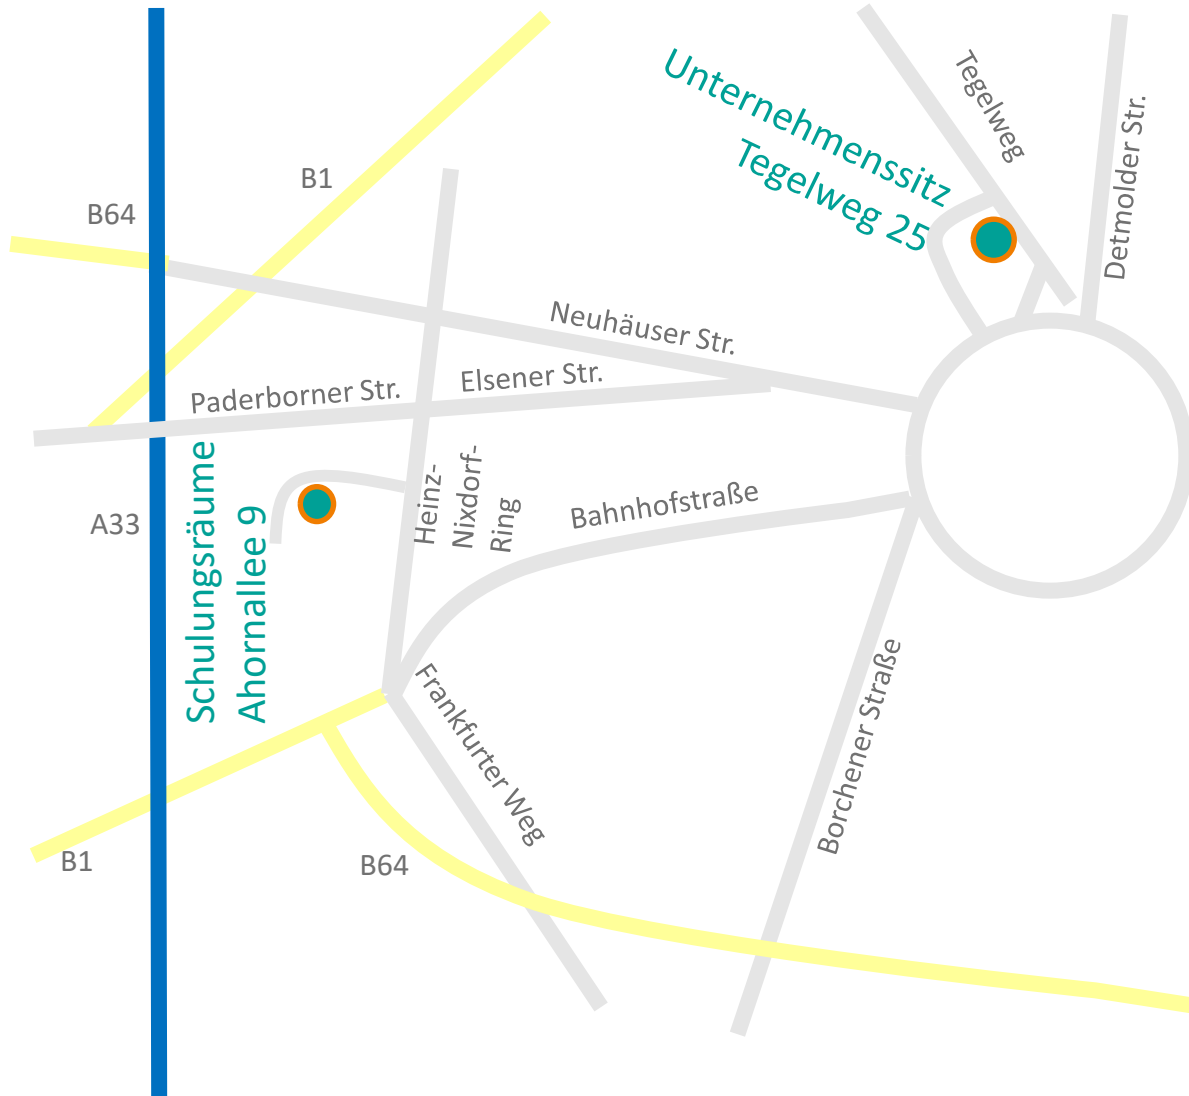 Unternehmenssitz
Tegelweg 25
Tegelweg
Detmolder Str.
B1
B64
Neuhäuser Str.
Elsener Str.
Paderborner Str.
Schulungsräume
Ahornallee 9
A33
Heinz-
Nixdorf-
Ring
Bahnhofstraße
Frankfurter Weg
Borchener Straße
B1
B64